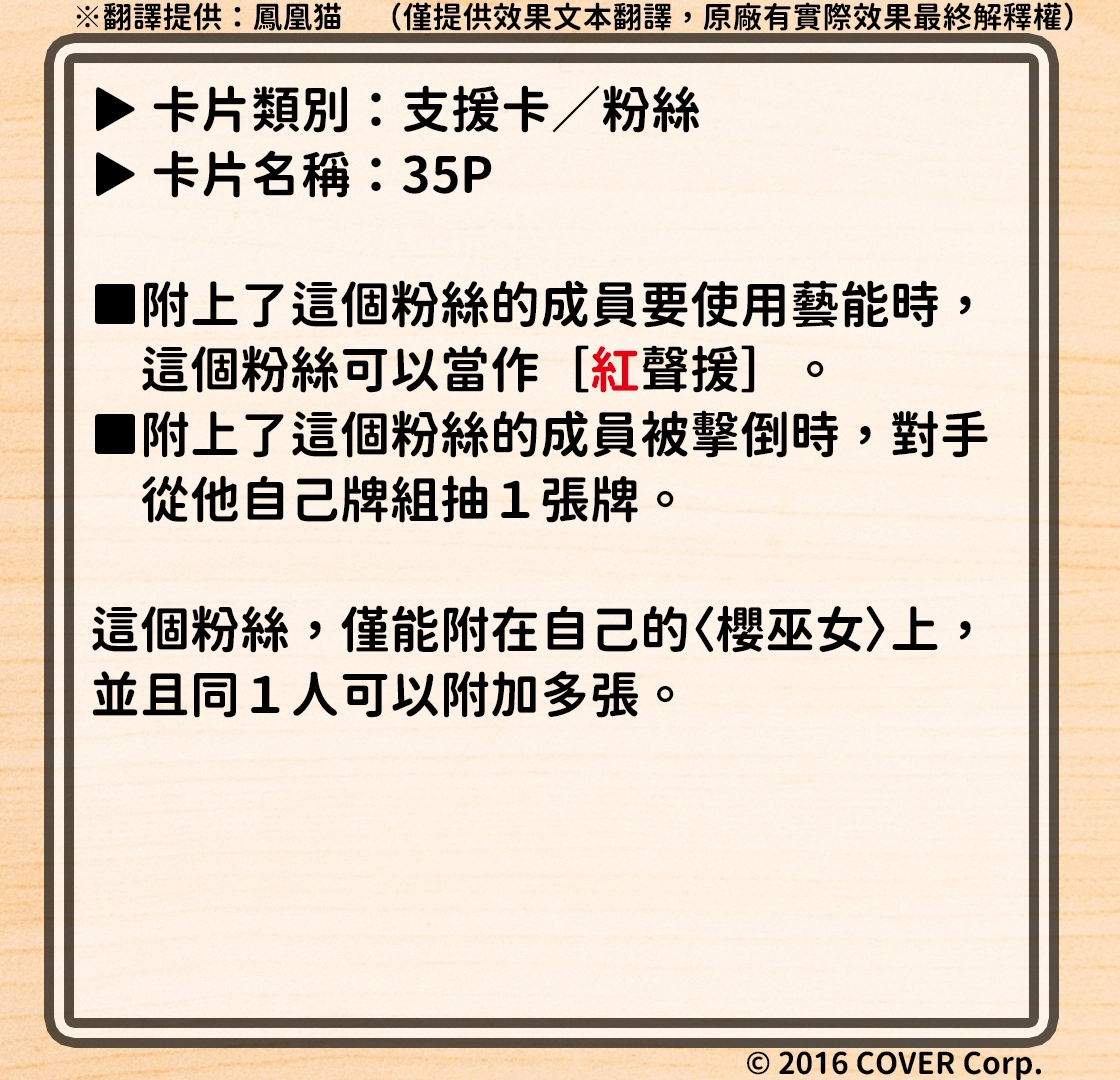 ※翻譯提供：鳳凰猫　（僅提供效果文本翻譯，原廠有實際效果最終解釋權）
▶ 卡片類別：支援卡／粉絲
▶ 卡片名稱：35P
■附上了這個粉絲的成員要使用藝能時，
這個粉絲可以當作［紅聲援］。
■附上了這個粉絲的成員被擊倒時，對手
從他自己牌組抽１張牌。
這個粉絲，僅能附在自己的〈櫻巫女〉上，
並且同１人可以附加多張。
© 2016 COVER Corp.